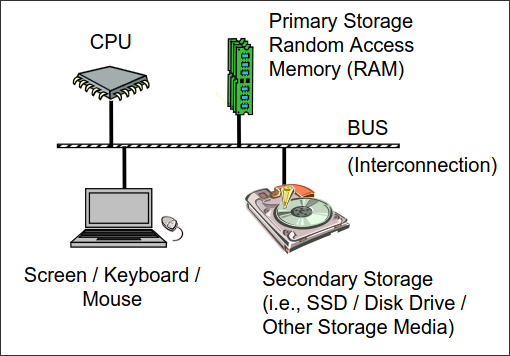 CPU
Primary Storage
Random Access
Memory (RAM)
BUS
(Interconnection)
Screen / Keyboard /
Mouse
Secondary Storage
(i.e., SSD / Disk Drive /
Other Storage Media)